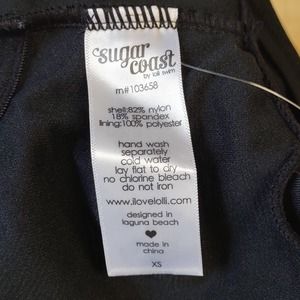 sugar
coast
by lolli swim
rn#103658
shell:82% nylon
18% spandex
lining:100% polyester
hand wash
separately
cold water
lay flat to dry
no chlorine bleach
do not iron
www.ilovelolli.com
designed in
laguna beach
made in
china
XS